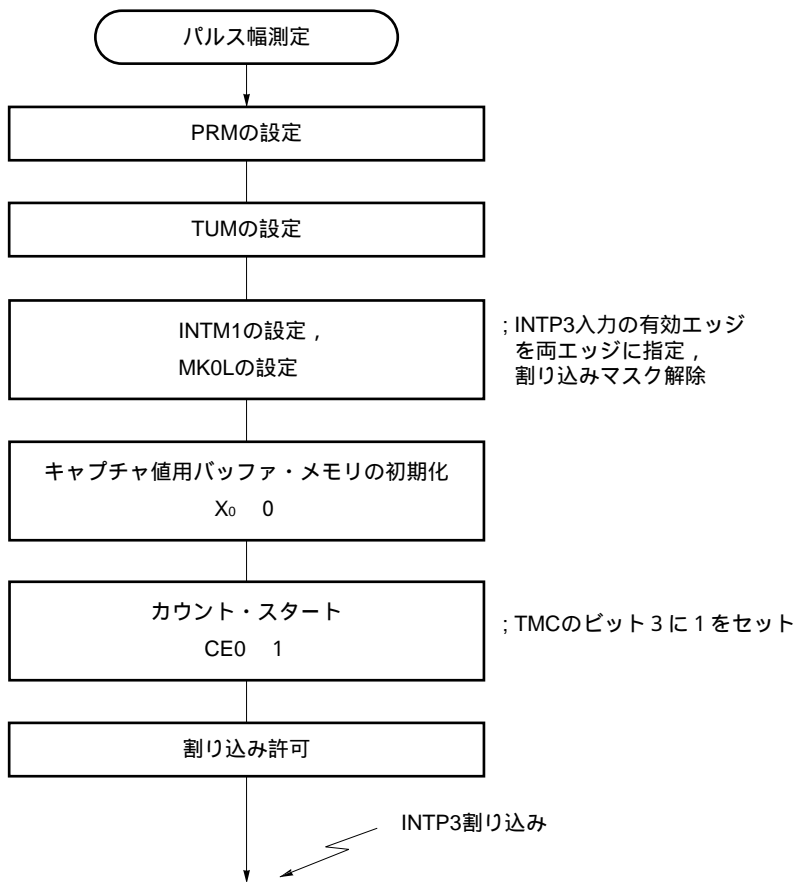 パルス幅測定
PRMの設定
TUMの設定
INTM1の設定，
MK0Lの設定
; INTP3入力の有効エッジ
を両エッジに指定，
割り込みマスク解除
キャプチャ値用バッファ・メモリの初期化
X₀ 0
カウント・スタート
CE0 1
; TMCのビット3に1をセット
割り込み許可
INTP3割り込み